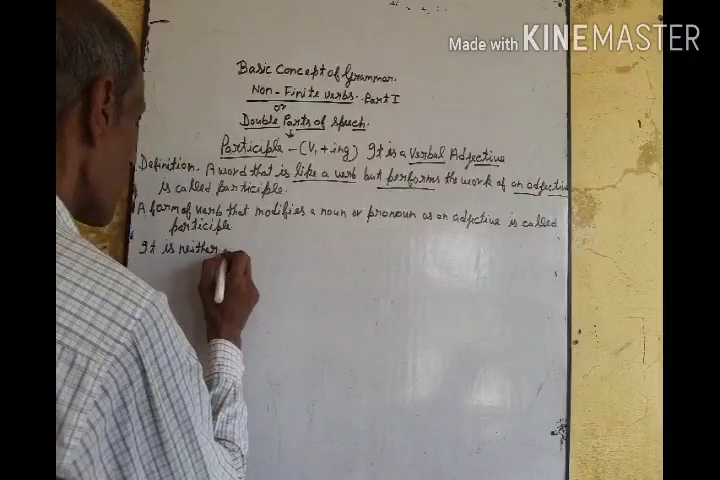 Made with KINEMASTER
Basic Concept of Grammar.
Non-Finite verbs. Part I
or
Double Parts of speech.
Participle - (V₁ + ing) It is a Verbal Adjective
Definition. A word that is like a verb but performs the work of an adjective
is called participle.
A form of verb that modifies a noun or pronoun as an adjective is called
participle
It is neither